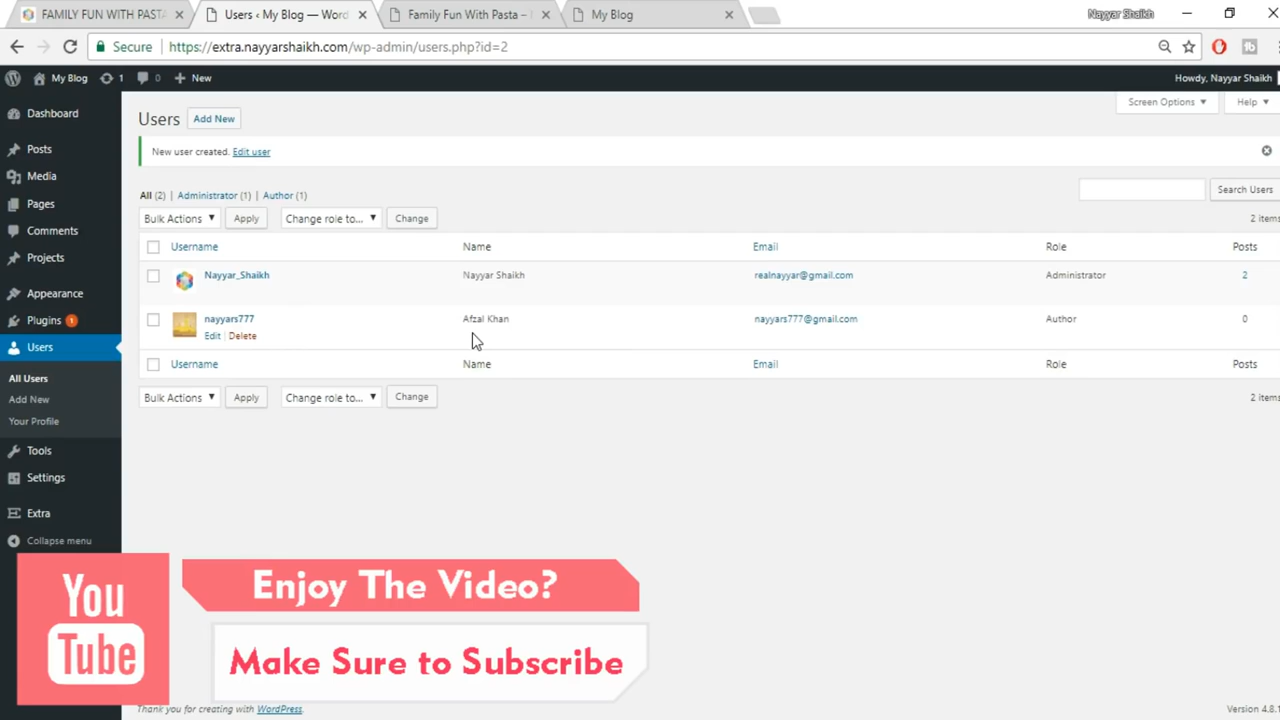 FAMILY FUN WITH PASTA
Users ‹ My Blog — Word
Family Fun With Pasta –
My Blog
Nayyar Shaikh
Secure
https://extra.nayyarshaikh.com/wp-admin/users.php?id=2
My Blog
1
0
New
Howdy, Nayyar Shaikh
Dashboard
Posts
Media
Pages
Comments
Projects
Appearance
Plugins 1
Users
All Users
Add New
Your Profile
Tools
Settings
Extra
Collapse menu
Users
Add New
Screen Options
Help
New user created. Edit user
All (2) | Administrator (1) | Author (1)
Search Users
Bulk Actions
Apply
Change role to...
Change
2 items
Username Name Email Role Posts
Nayyar_Shaikh Nayyar Shaikh realnayyar@gmail.com Administrator 2
nayyars777 Afzal Khan nayyars777@gmail.com Author 0
Edit | Delete
Username Name Email Role Posts
Bulk Actions
Apply
Change role to...
Change
2 items
You
Tube
Enjoy The Video?
Make Sure to Subscribe
Thank you for creating with WordPress.
Version 4.8.1